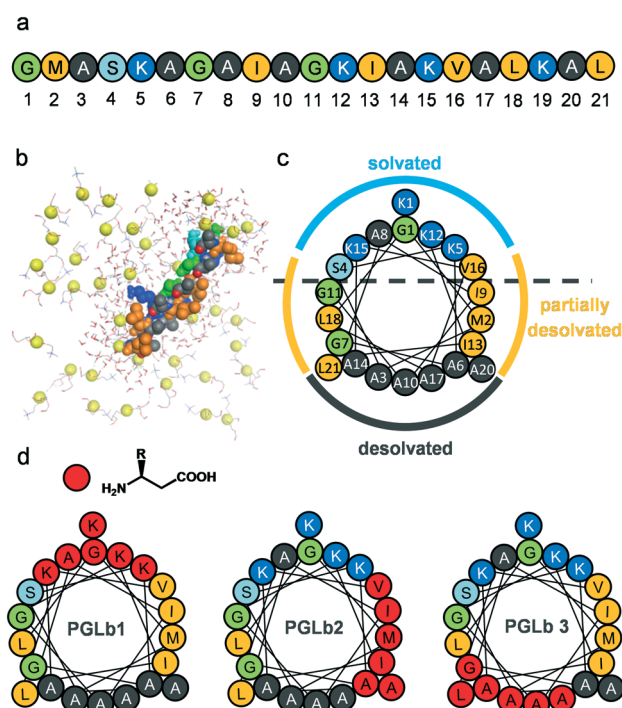 a
G M A S K A G A I A G K I A K V A L K A L
1 2 3 4 5 6 7 8 9 10 11 12 13 14 15 16 17 18 19 20 21
b
c
solvated
K1
K15 A8 G1 K12 K5
S4 V16
G11 I9
L18 M2
G7 I13
L21 A14 A3 A10 A17 A6 A20
partially
desolvated
desolvated
d
R
H₂N COOH
K
K A G K K
S V
G I
PGLb1
L M
G I
L A A A A A A
K
K A G K K
S V
G I
PGLb2
L M
G I
L A A A A A A
K
K A G K K
S V
G I
PGLb 3
L M
G I
L A A A A A A